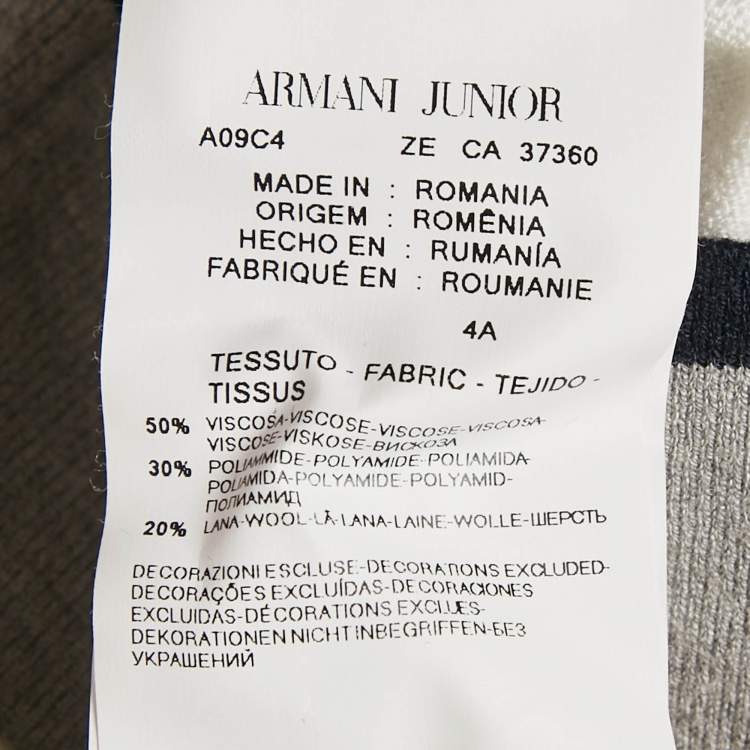 ARMANI JUNIOR
A09C4 ZE CA 37360
MADE IN : ROMANIA
ORIGEM : ROMÊNIA
HECHO EN : RUMANÍA
FABRIQUÉ EN : ROUMANIE
4A
TESSUTO - FABRIC - TEJIDO -
TISSUS
50% VISCOSA-VISCOSE-VISCOSE-VISCOSA-
VISCOSE-VISKOSE-ВИСКОЗА
30% POLIAMMIDE-POLYAMIDE-POLIAMIDA-
POLIAMIDA-POLYAMIDE-POLYAMID-
ПОЛИАМИД
20% LANA-WOOL-LÃ-LANA-LAINE-WOLLE-ШЕРСТЬ
DECORAZIONI ESCLUSE-DECORATIONS EXCLUDED-
DECORAÇÕES EXCLUÍDAS-DECORACIONES
EXCLUIDAS-DÉCORATIONS EXCLUES-
DEKORATIONEN NICHT INBEGRIFFEN-БЕЗ
УКРАШЕНИЙ